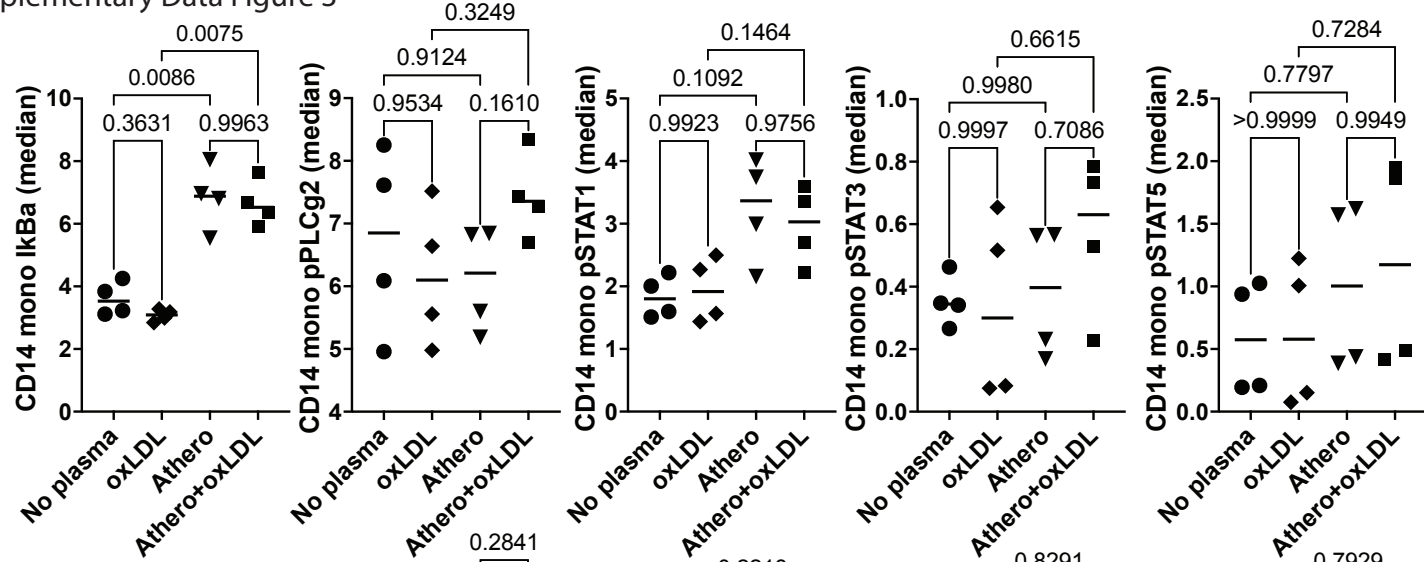 plementary Data Figure 3
0.0075
0.0086
0.3631
0.9963
CD14 mono IkBa (median)
10
8
6
4
2
0
No plasma
oxLDL
Athero
Athero+oxLDL
0.3249
0.9124
0.9534
0.1610
CD14 mono pPLCg2 (median)
9
8
7
6
5
4
No plasma
oxLDL
Athero
Athero+oxLDL
0.1464
0.1092
0.9923
0.9756
CD14 mono pSTAT1 (median)
5
4
3
2
1
0
No plasma
oxLDL
Athero
Athero+oxLDL
0.6615
0.9980
0.9997
0.7086
CD14 mono pSTAT3 (median)
1.0
0.8
0.6
0.4
0.2
0.0
No plasma
oxLDL
Athero
Athero+oxLDL
0.7284
0.7797
>0.9999
0.9949
CD14 mono pSTAT5 (median)
2.5
2.0
1.5
1.0
0.5
0.0
No plasma
oxLDL
Athero
Athero+oxLDL
0.2841
0.8291
0.7929